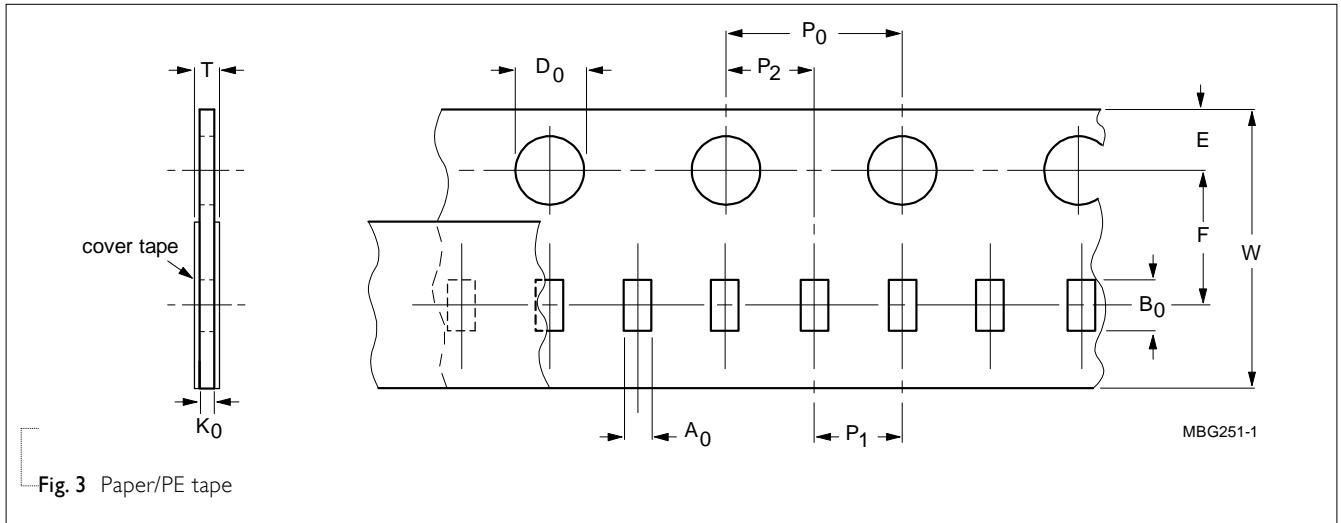 P0
D0
P2
T
E
F
W
cover tape
B0
K0
A0
P1
MBG251-1
Fig. 3 Paper/PE tape